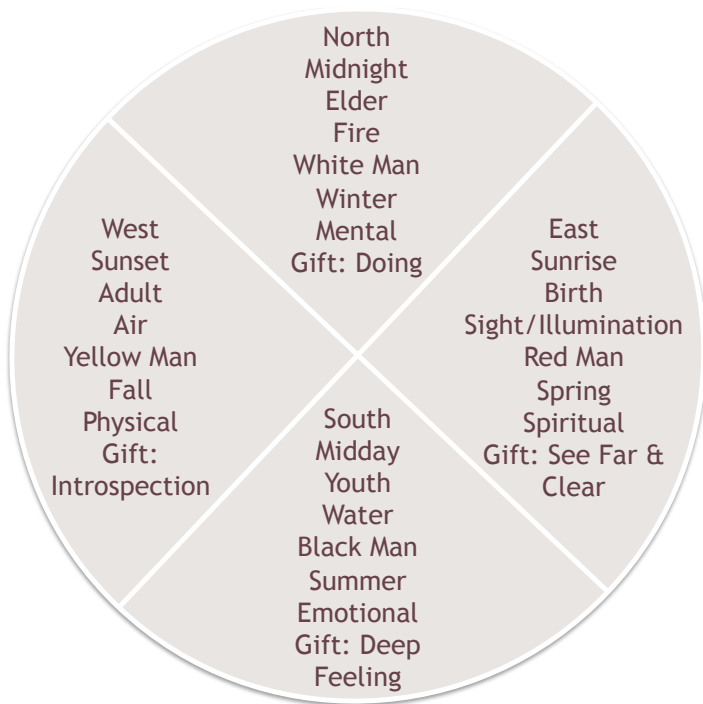 North
Midnight
Elder
Fire
White Man
Winter
Mental
Gift: Doing
West
Sunset
Adult
Air
Yellow Man
Fall
Physical
Gift:
Introspection
East
Sunrise
Birth
Sight/Illumination
Red Man
Spring
Spiritual
Gift: See Far &
Clear
South
Midday
Youth
Water
Black Man
Summer
Emotional
Gift: Deep
Feeling